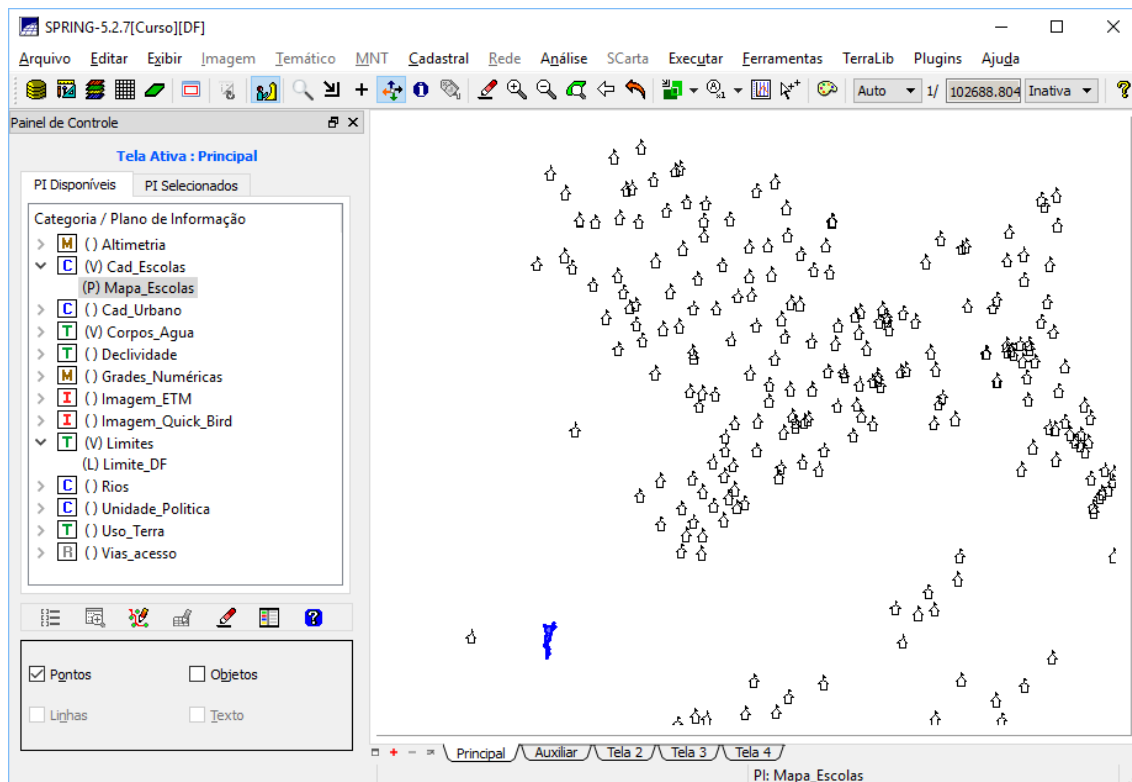 SPRING-5.2.7[Curso][DF]
Arquivo Editar Exibir Imagem Temático MNT Cadastral Rede Análise SCarta Executar Ferramentas TerraLib Plugins Ajuda
Auto 1/ 102688.804 Inativa
Painel de Controle
Tela Ativa : Principal
PI Disponíveis PI Selecionados
Categoria / Plano de Informação
M ( ) Altimetria
C (V) Cad_Escolas
(P) Mapa_Escolas
C ( ) Cad_Urbano
T (V) Corpos_Agua
T ( ) Declividade
M ( ) Grades_Numéricas
I ( ) Imagem_ETM
I ( ) Imagem_Quick_Bird
T (V) Limites
(L) Limite_DF
C ( ) Rios
C ( ) Unidade_Politica
T ( ) Uso_Terra
R ( ) Vias_acesso
Pontos Objetos
Linhas Texto
Principal Auxiliar Tela 2 Tela 3 Tela 4
PI: Mapa_Escolas